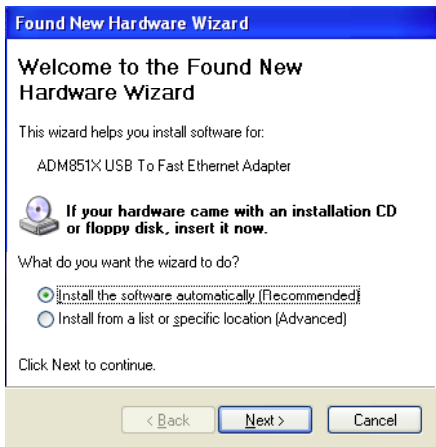 Found New Hardware Wizard
Welcome to the Found New
Hardware Wizard
This wizard helps you install software for:
ADM851X USB To Fast Ethernet Adapter
If your hardware came with an installation CD
or floppy disk, insert it now.
What do you want the wizard to do?
Install the software automatically (Recommended)
Install from a list or specific location (Advanced)
Click Next to continue.
< Back Next > Cancel